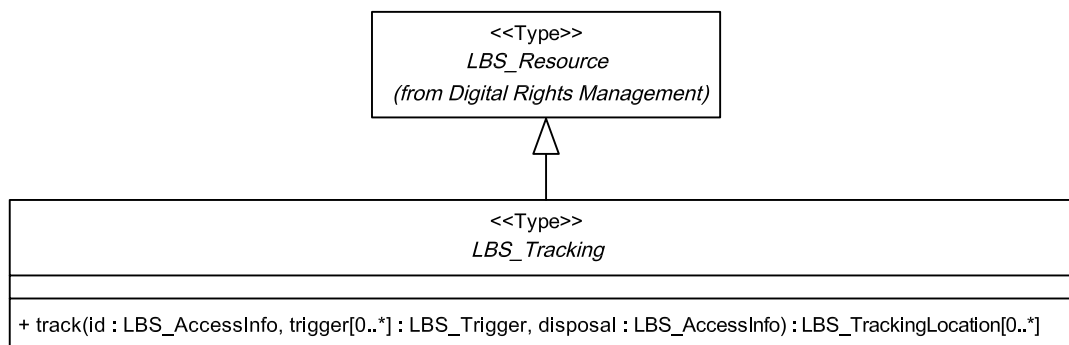 <<Type>>
LBS_Resource
(from Digital Rights Management)
<<Type>>
LBS_Tracking
+ track(id : LBS_AccessInfo, trigger[0..*] : LBS_Trigger, disposal : LBS_AccessInfo) : LBS_TrackingLocation[0..*]